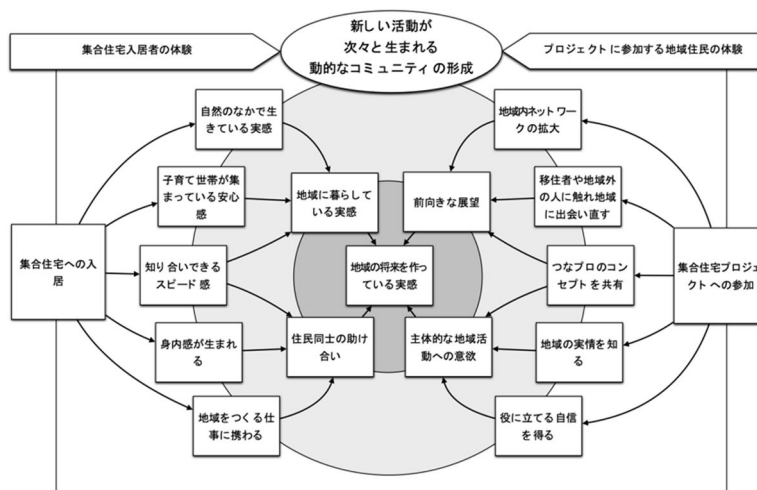 新しい活動が
次々と生まれる
動的なコミュニティの形成
集合住宅入居者の体験
プロジェクトに参加する地域住民の体験
自然のなかで生
きている実感
地域内ネットワー
クの拡大
子育て世帯が集
まっている安心
感
地域に暮らして
いる実感
前向きな展望
移住者や地域外
の人に触れ地域
に出会い直す
集合住宅への入
居
知り合いできる
スピード感
地域の将来を作っ
ている実感
つなプロのコン
セプトを共有
集合住宅プロジェ
クトへの参加
身内感が生まれ
る
住民同士の助け
合い
主体的な地域活
動への意欲
地域の実情を知
る
地域をつくる仕
事に携わる
役に立てる自信
を得る